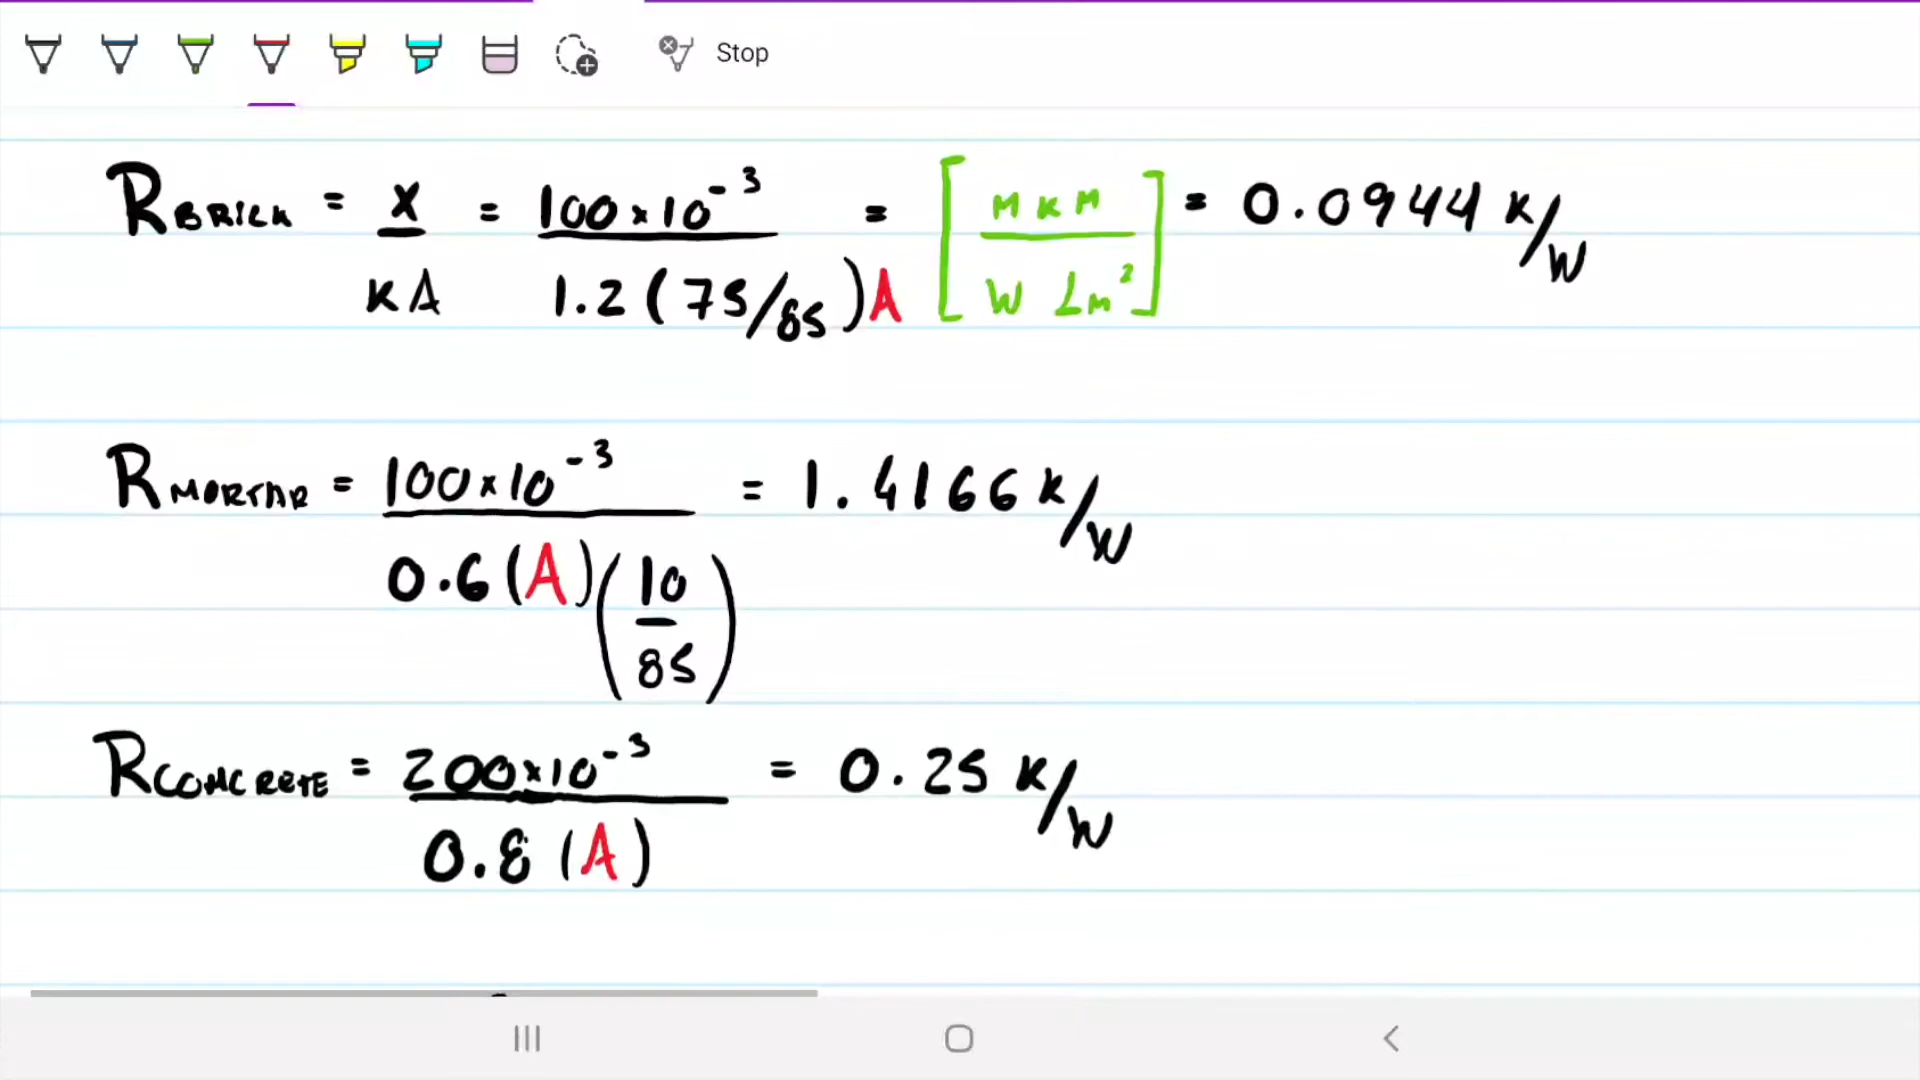 Stop
RBRICK = x = 100×10⁻³ = [ M K M ] = 0.0944 K/W
KA 1.2 (75/85) A W Lm²
RMORTAR = 100×10⁻³ = 1.4166 K/W
0.6 (A) (10
85)
RCONCRETE = 200×10⁻³ = 0.25 K/W
0.8 (A)